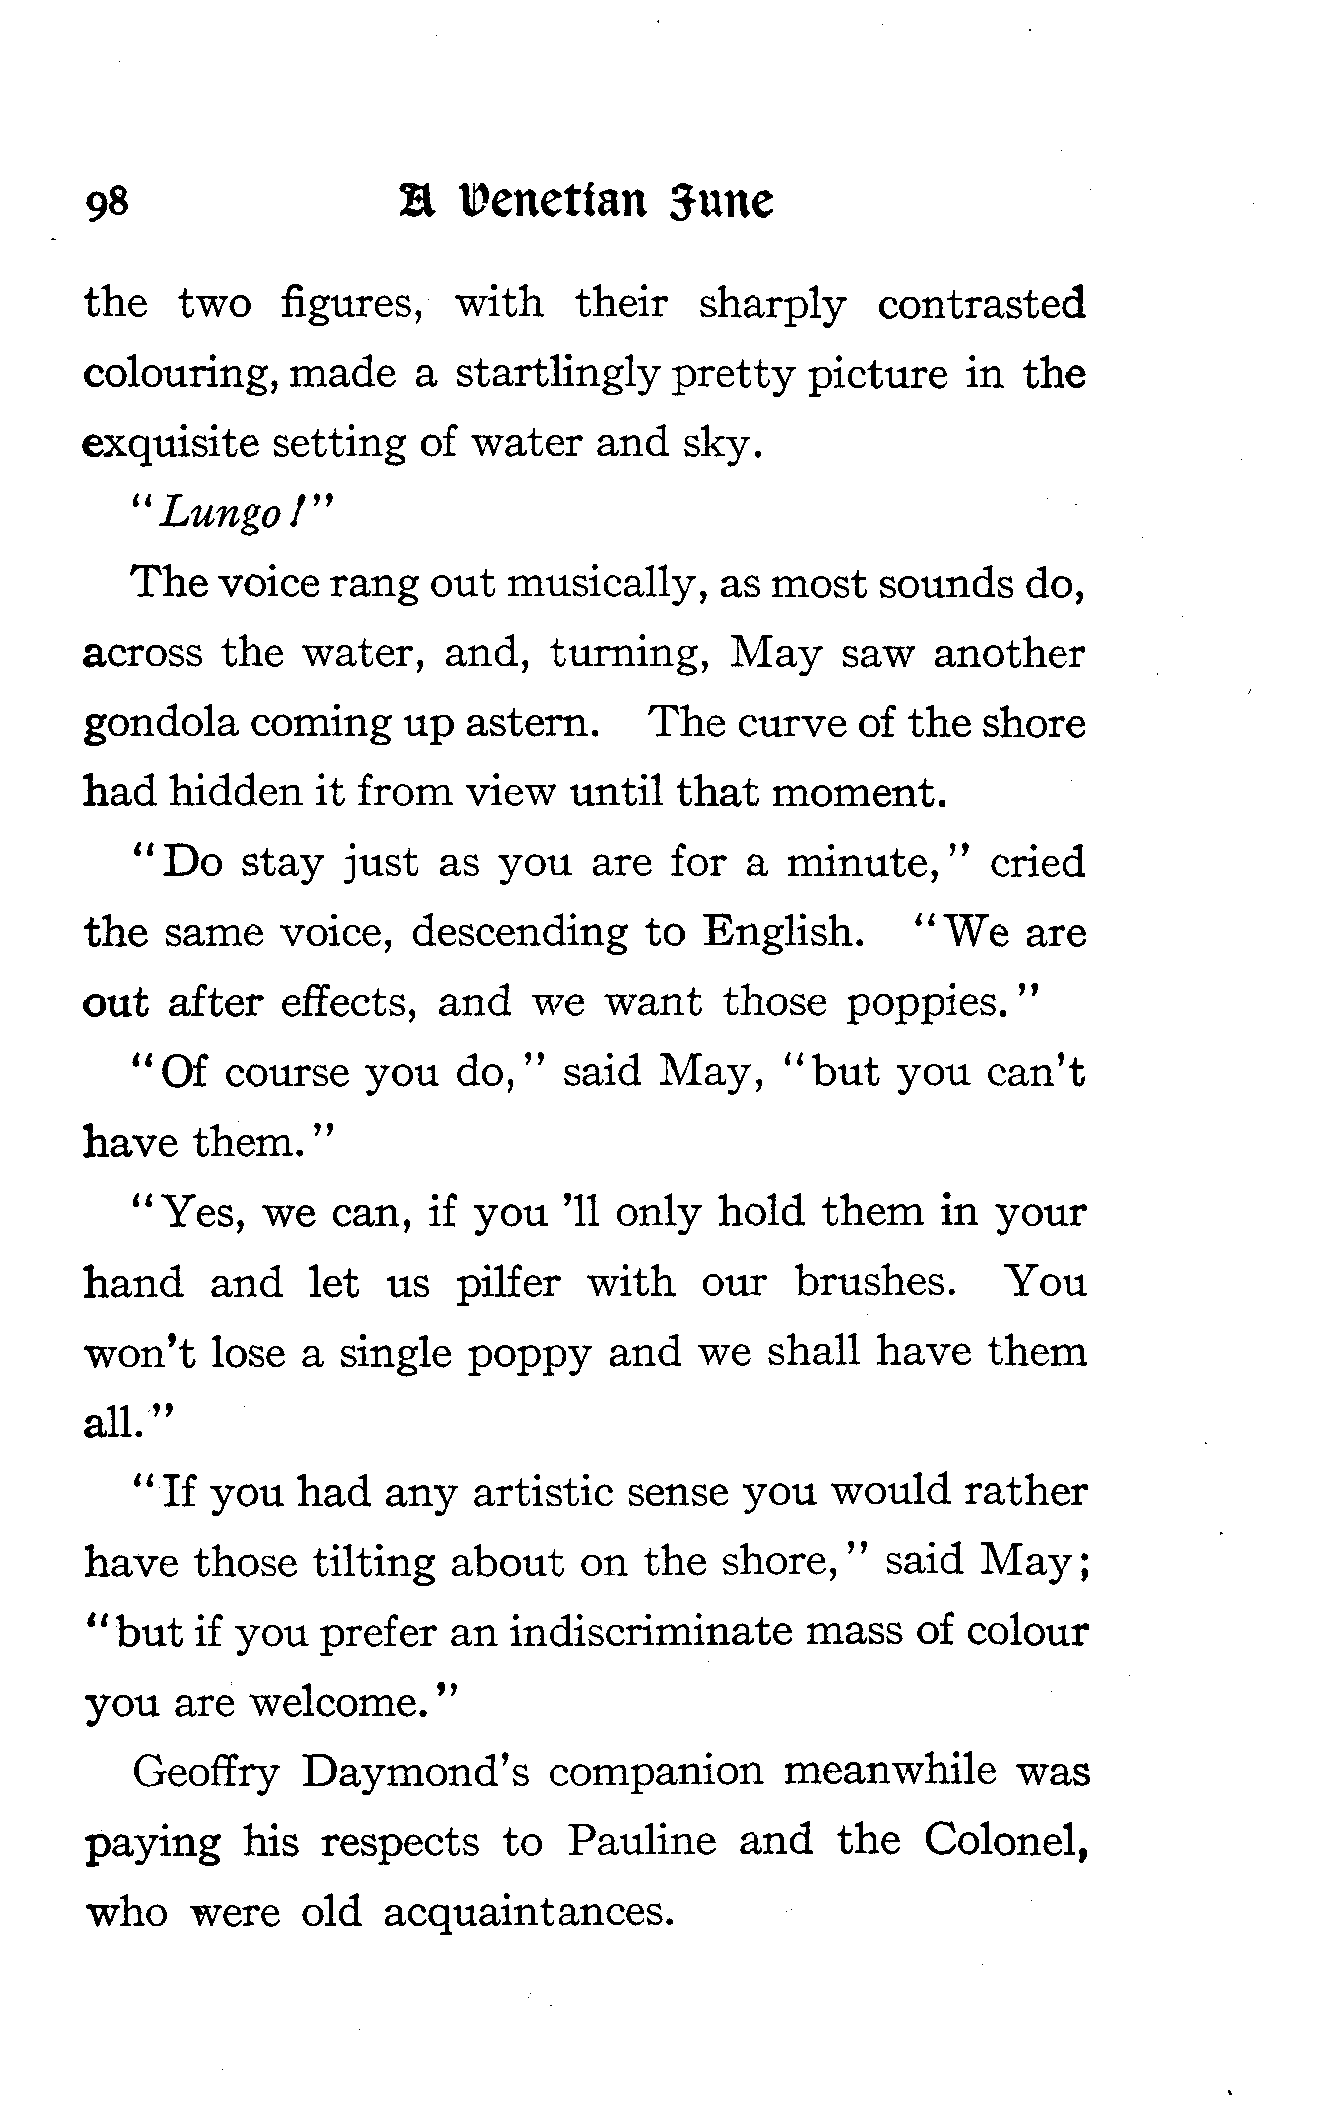 98 A Venetian June
the two figures, with their sharply contrasted
colouring, made a startlingly pretty picture in the
exquisite setting of water and sky.
"Lungo!"
The voice rang out musically, as most sounds do,
across the water, and, turning, May saw another
gondola coming up astern. The curve of the shore
had hidden it from view until that moment.
"Do stay just as you are for a minute," cried
the same voice, descending to English. "We are
out after effects, and we want those poppies."
"Of course you do," said May, "but you can't
have them."
"Yes, we can, if you 'll only hold them in your
hand and let us pilfer with our brushes. You
won't lose a single poppy and we shall have them
all."
"If you had any artistic sense you would rather
have those tilting about on the shore," said May;
"but if you prefer an indiscriminate mass of colour
you are welcome."
Geoffry Daymond's companion meanwhile was
paying his respects to Pauline and the Colonel,
who were old acquaintances.